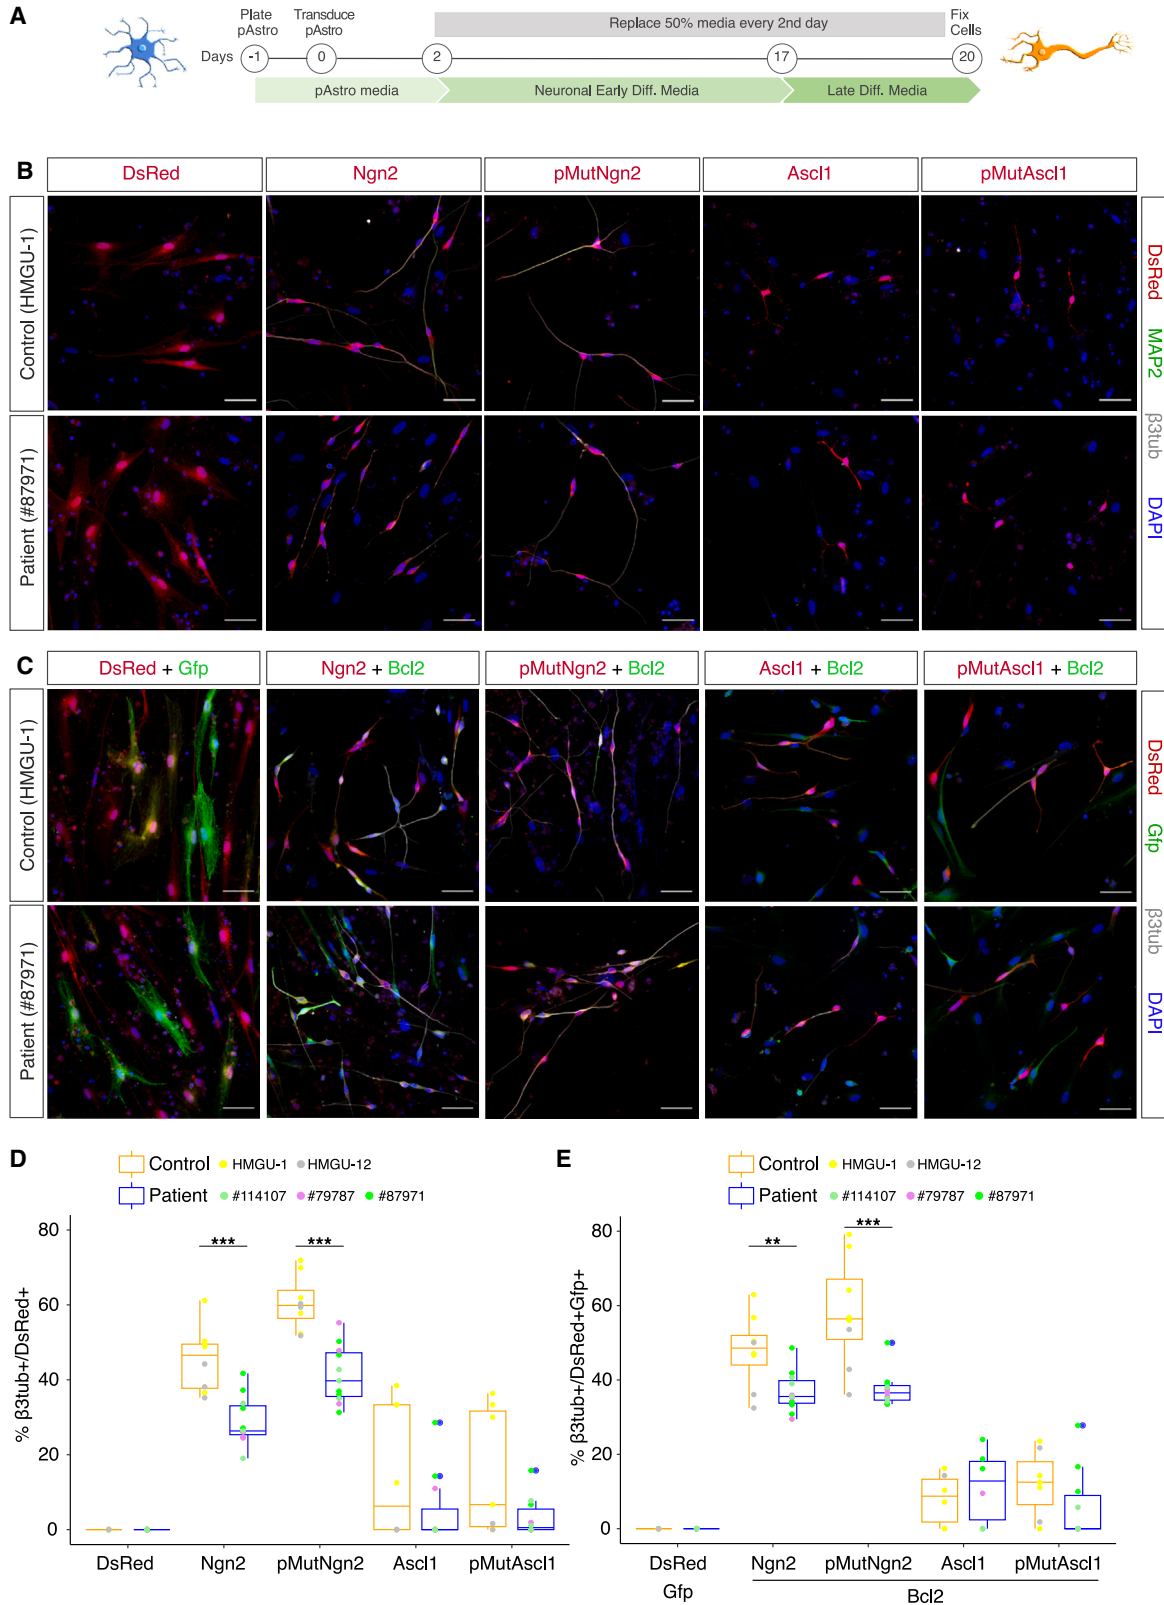 A
Plate pAstro
Transduce pAstro
Replace 50% media every 2nd day
Fix Cells
Days -1 0 2 17 20
pAstro media
Neuronal Early Diff. Media
Late Diff. Media
B
DsRed
Ngn2
pMutNgn2
Ascl1
pMutAscl1
Control (HMGU-1)
Patient (#87971)
DsRed
MAP2
β3tub
DAPI
C
DsRed + Gfp
Ngn2 + Bcl2
pMutNgn2 + Bcl2
Ascl1 + Bcl2
pMutAscl1 + Bcl2
Control (HMGU-1)
Patient (#87971)
DsRed
Gfp
β3tub
DAPI
D
Control HMGU-1 HMGU-12
Patient #114107 #79787 #87971
% β3tub+/DsRed+
80
60
40
20
0
***
***
DsRed Ngn2 pMutNgn2 Ascl1 pMutAscl1
E
Control HMGU-1 HMGU-12
Patient #114107 #79787 #87971
% β3tub+/DsRed+Gfp+
80
60
40
20
0
**
***
DsRed Ngn2 pMutNgn2 Ascl1 pMutAscl1
Gfp Bcl2